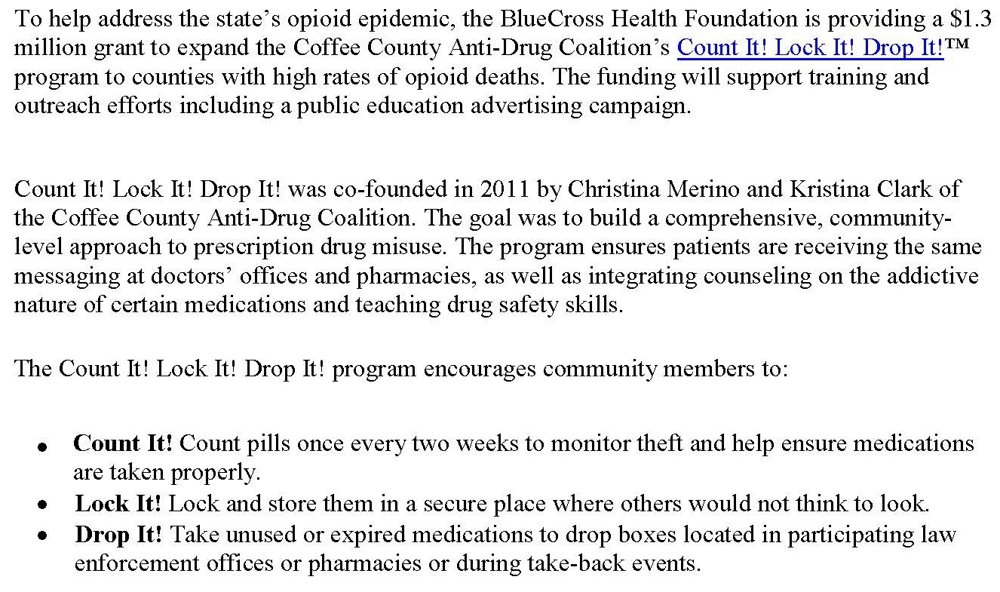 To help address the state’s opioid epidemic, the BlueCross Health Foundation is providing a $1.3
million grant to expand the Coffee County Anti-Drug Coalition’s Count It! Lock It! Drop It!™
program to counties with high rates of opioid deaths. The funding will support training and
outreach efforts including a public education advertising campaign.
Count It! Lock It! Drop It! was co-founded in 2011 by Christina Merino and Kristina Clark of
the Coffee County Anti-Drug Coalition. The goal was to build a comprehensive, community-
level approach to prescription drug misuse. The program ensures patients are receiving the same
messaging at doctors’ offices and pharmacies, as well as integrating counseling on the addictive
nature of certain medications and teaching drug safety skills.
The Count It! Lock It! Drop It! program encourages community members to:
• Count It! Count pills once every two weeks to monitor theft and help ensure medications
are taken properly.
• Lock It! Lock and store them in a secure place where others would not think to look.
• Drop It! Take unused or expired medications to drop boxes located in participating law
enforcement offices or pharmacies or during take-back events.